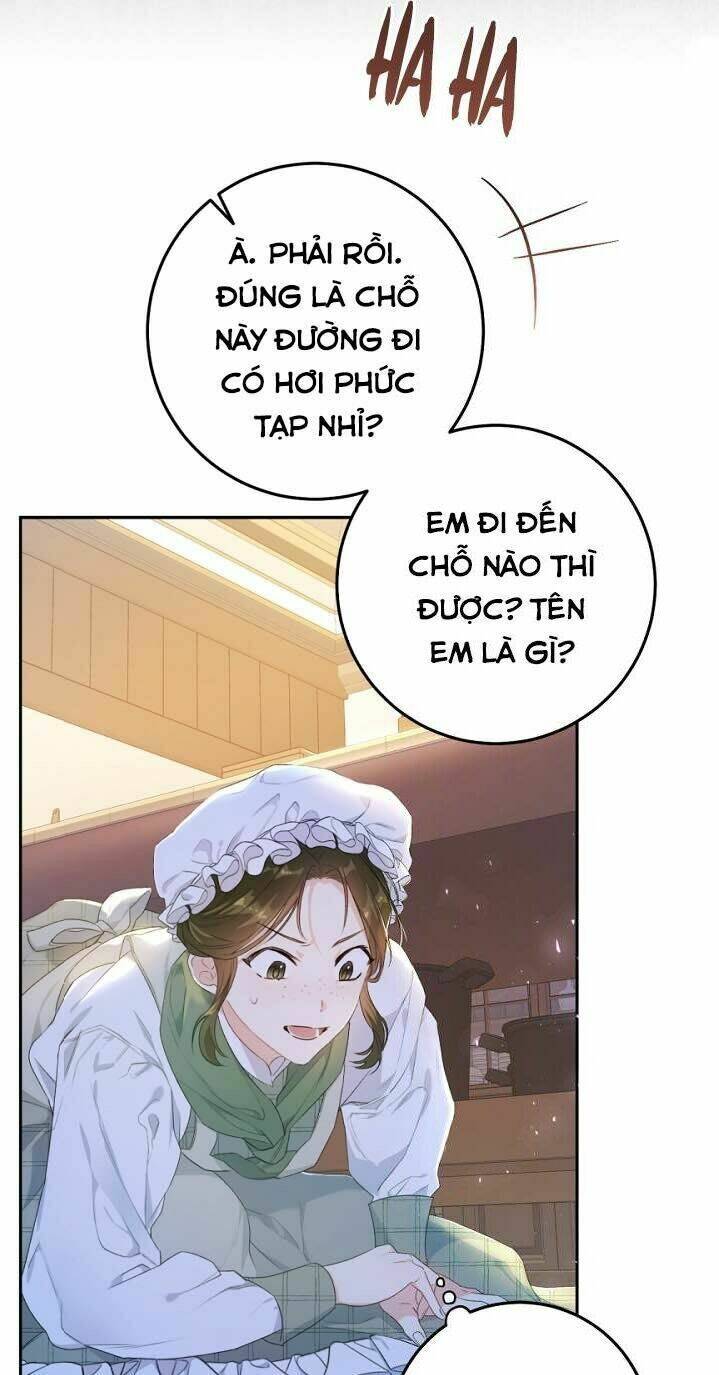 HA HA
À. PHẢI RỒI.
ĐÚNG LÀ CHỖ
NÀY ĐƯỜNG ĐI
CÓ HƠI PHỨC
TẠP NHỈ?
EM ĐI ĐẾN
CHỖ NÀO THÌ
ĐƯỢC? TÊN
EM LÀ GÌ?